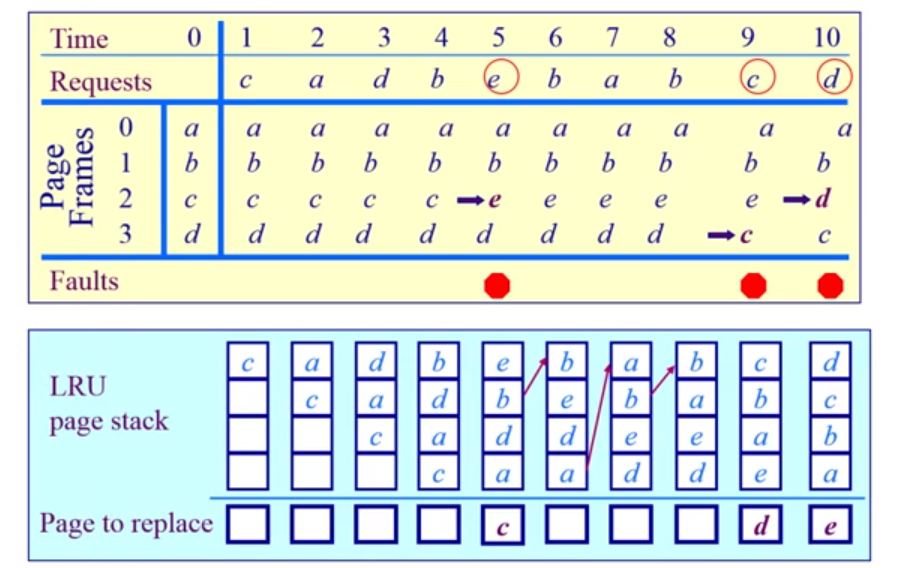 Time 0 1 2 3 4 5 6 7 8 9 10
Requests c a d b e b a b c d
Page Frames
0 a a a a a a a a a a a
1 b b b b b b b b b b b
2 c c c c c e e e e e d
3 d d d d d d d d d c c
Faults
LRU page stack
c a d b e b a b c d
c a d b e b a b c
c a d d e e a b
c a a d d e a
Page to replace c d e